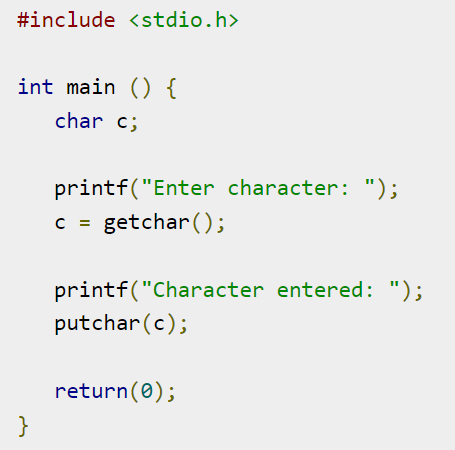 #include <stdio.h>
int main () {
char c;
printf("Enter character: ");
c = getchar();
printf("Character entered: ");
putchar(c);
return(0);
}